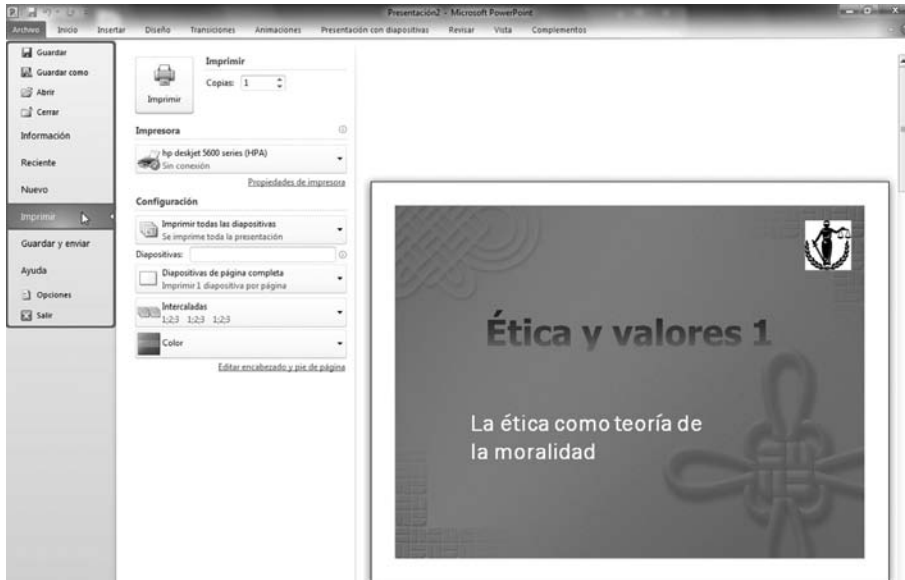 Presentación2 - Microsoft PowerPoint
Archivo Inicio Insertar Diseño Transiciones Animaciones Presentación con diapositivas Revisar Vista Complementos
Guardar
Guardar como
Abrir
Cerrar
Información
Reciente
Nuevo
Imprimir
Guardar y enviar
Ayuda
Opciones
Salir
Imprimir
Copias: 1
Imprimir
Impresora
hp deskjet 5600 series (HPA)
Sin conexión
Propiedades de impresora
Configuración
Imprimir todas las diapositivas
Se imprime toda la presentación
Diapositivas:
Diapositivas de página completa
Imprimir 1 diapositiva por página
Intercaladas
1;2;3 1;2;3 1;2;3
Color
Editar encabezado y pie de página
Ética y valores 1
La ética como teoría de
la moralidad